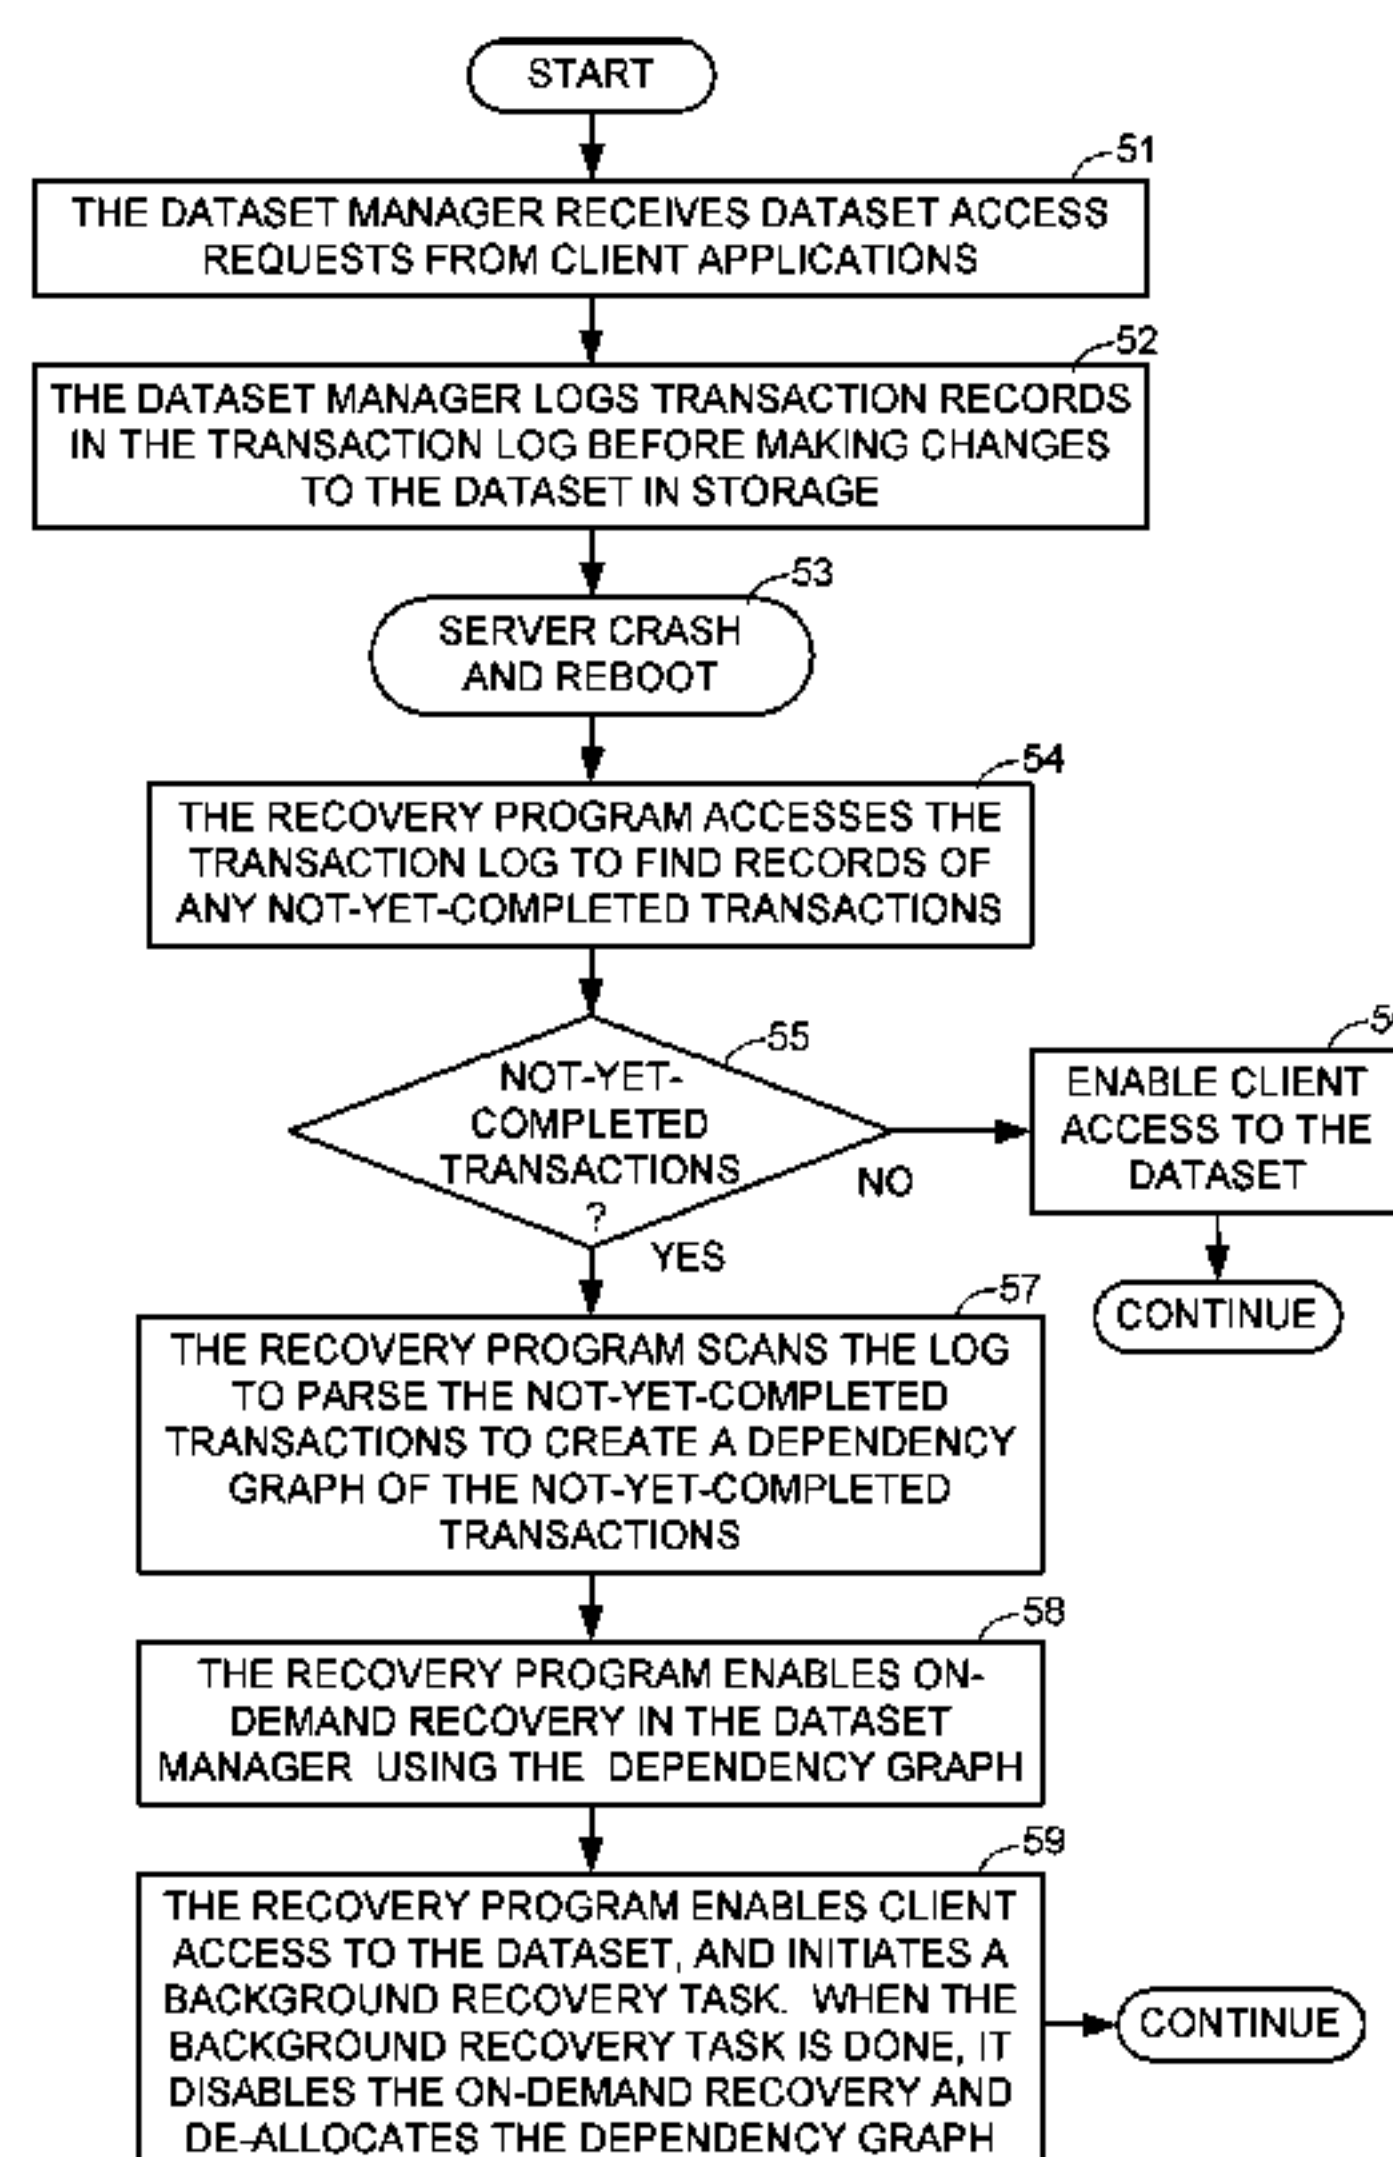 START
51
THE DATASET MANAGER RECEIVES DATASET ACCESS
REQUESTS FROM CLIENT APPLICATIONS
52
THE DATASET MANAGER LOGS TRANSACTION RECORDS
IN THE TRANSACTION LOG BEFORE MAKING CHANGES
TO THE DATASET IN STORAGE
53
SERVER CRASH
AND REBOOT
54
THE RECOVERY PROGRAM ACCESSES THE
TRANSACTION LOG TO FIND RECORDS OF
ANY NOT-YET-COMPLETED TRANSACTIONS
55
NOT-YET-
COMPLETED
TRANSACTIONS
?
NO
YES
ENABLE CLIENT
ACCESS TO THE
DATASET
CONTINUE
57
THE RECOVERY PROGRAM SCANS THE LOG
TO PARSE THE NOT-YET-COMPLETED
TRANSACTIONS TO CREATE A DEPENDENCY
GRAPH OF THE NOT-YET-COMPLETED
TRANSACTIONS
58
THE RECOVERY PROGRAM ENABLES ON-
DEMAND RECOVERY IN THE DATASET
MANAGER USING THE DEPENDENCY GRAPH
59
THE RECOVERY PROGRAM ENABLES CLIENT
ACCESS TO THE DATASET, AND INITIATES A
BACKGROUND RECOVERY TASK. WHEN THE
BACKGROUND RECOVERY TASK IS DONE, IT
DISABLES THE ON-DEMAND RECOVERY AND
DE-ALLOCATES THE DEPENDENCY GRAPH
CONTINUE